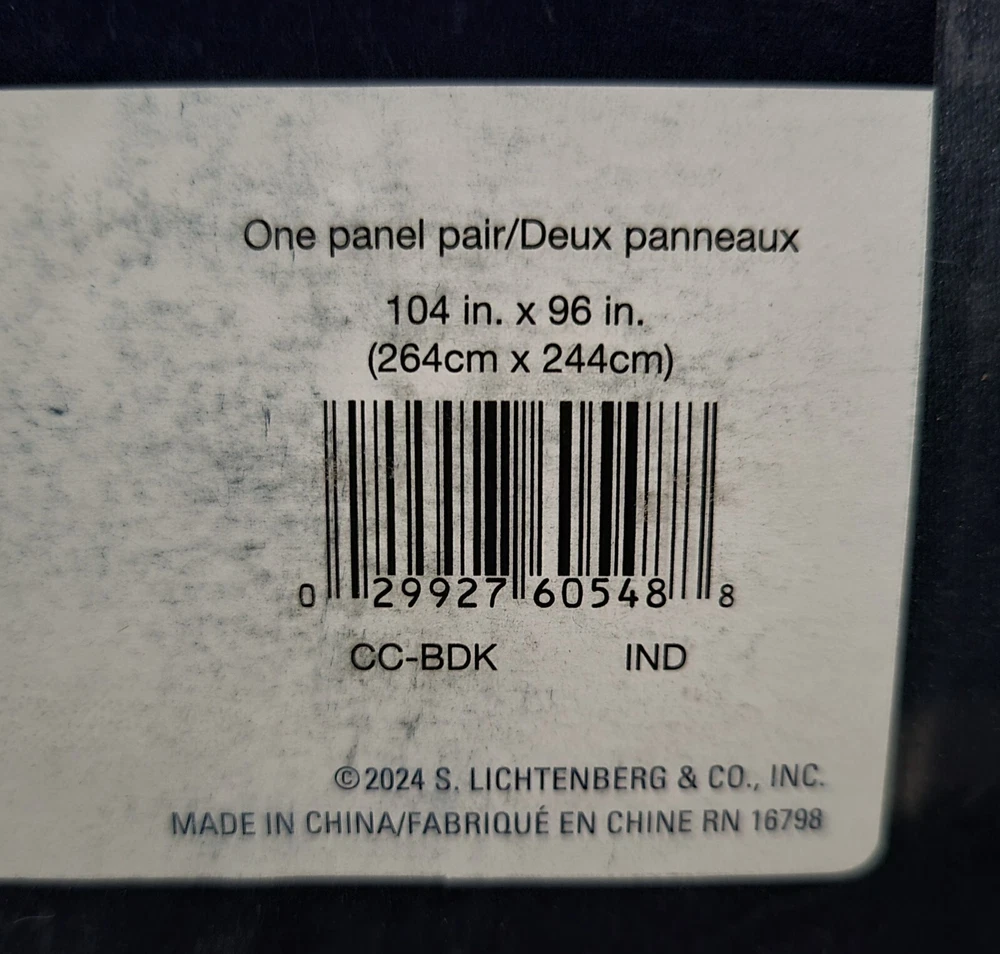 One panel pair/Deux panneaux
104 in. x 96 in.
(264cm x 244cm)
0 29927 60548 8
CC-BDK IND
©2024 S. LICHTENBERG & CO., INC.
MADE IN CHINA/FABRIQUÉ EN CHINE RN 16798